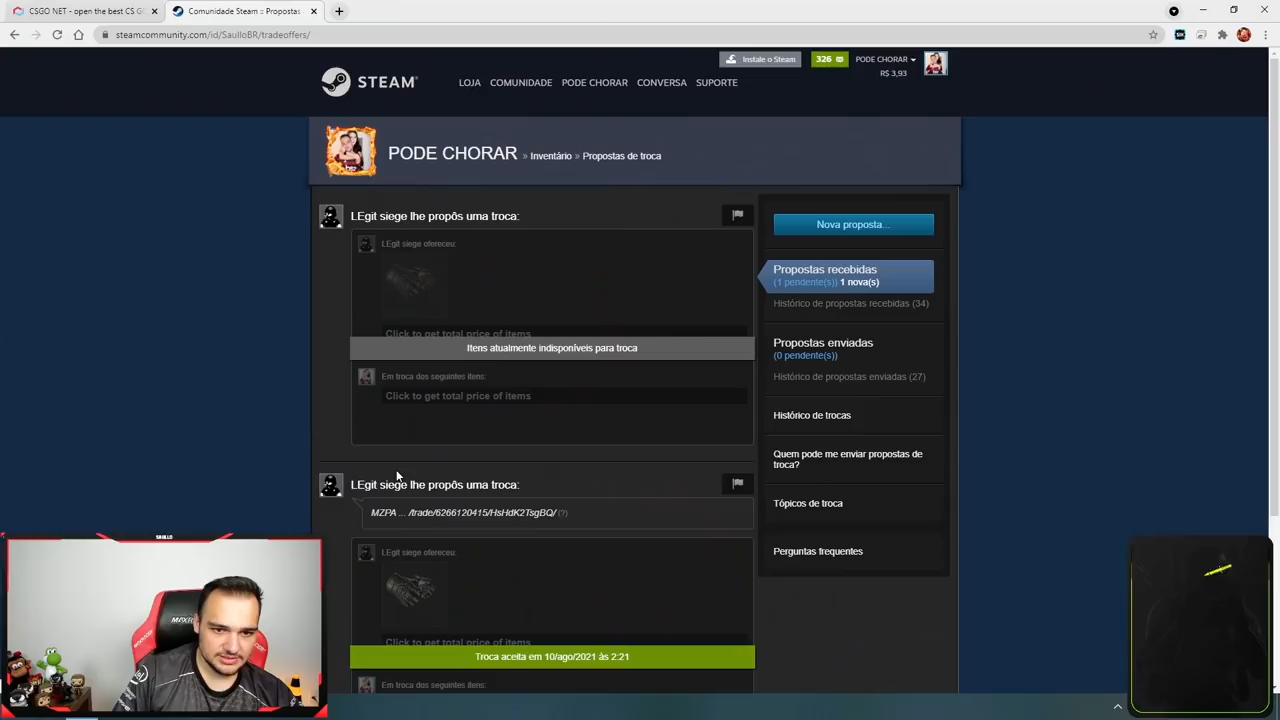 CSGO NET - open the best CS G
Comunidade Steam :: Propostas
steamcommunity.com/id/SaulloBR/tradeoffers/
STEAM
LOJA COMUNIDADE PODE CHORAR CONVERSA SUPORTE
Instale o Steam 326 PODE CHORAR
R$ 3,93
PODE CHORAR » Inventário » Propostas de troca
LEgit siege lhe propôs uma troca:
LEgit siege ofereceu:
Click to get total price of items
Itens atualmente indisponíveis para troca
Em troca dos seguintes itens:
Click to get total price of items
LEgit siege lhe propôs uma troca:
MZPA ... /trade/6266120415/HsHdK2TsgBQ/ (?)
LEgit siege ofereceu:
Click to get total price of items
Troca aceita em 10/ago/2021 às 2:21
Em troca dos seguintes itens:
Nova proposta...
Propostas recebidas
(1 pendente(s)) 1 nova(s)
Histórico de propostas recebidas (34)
Propostas enviadas
(0 pendente(s))
Histórico de propostas enviadas (27)
Histórico de trocas
Quem pode me enviar propostas de
troca?
Tópicos de troca
Perguntas frequentes
SAULLO